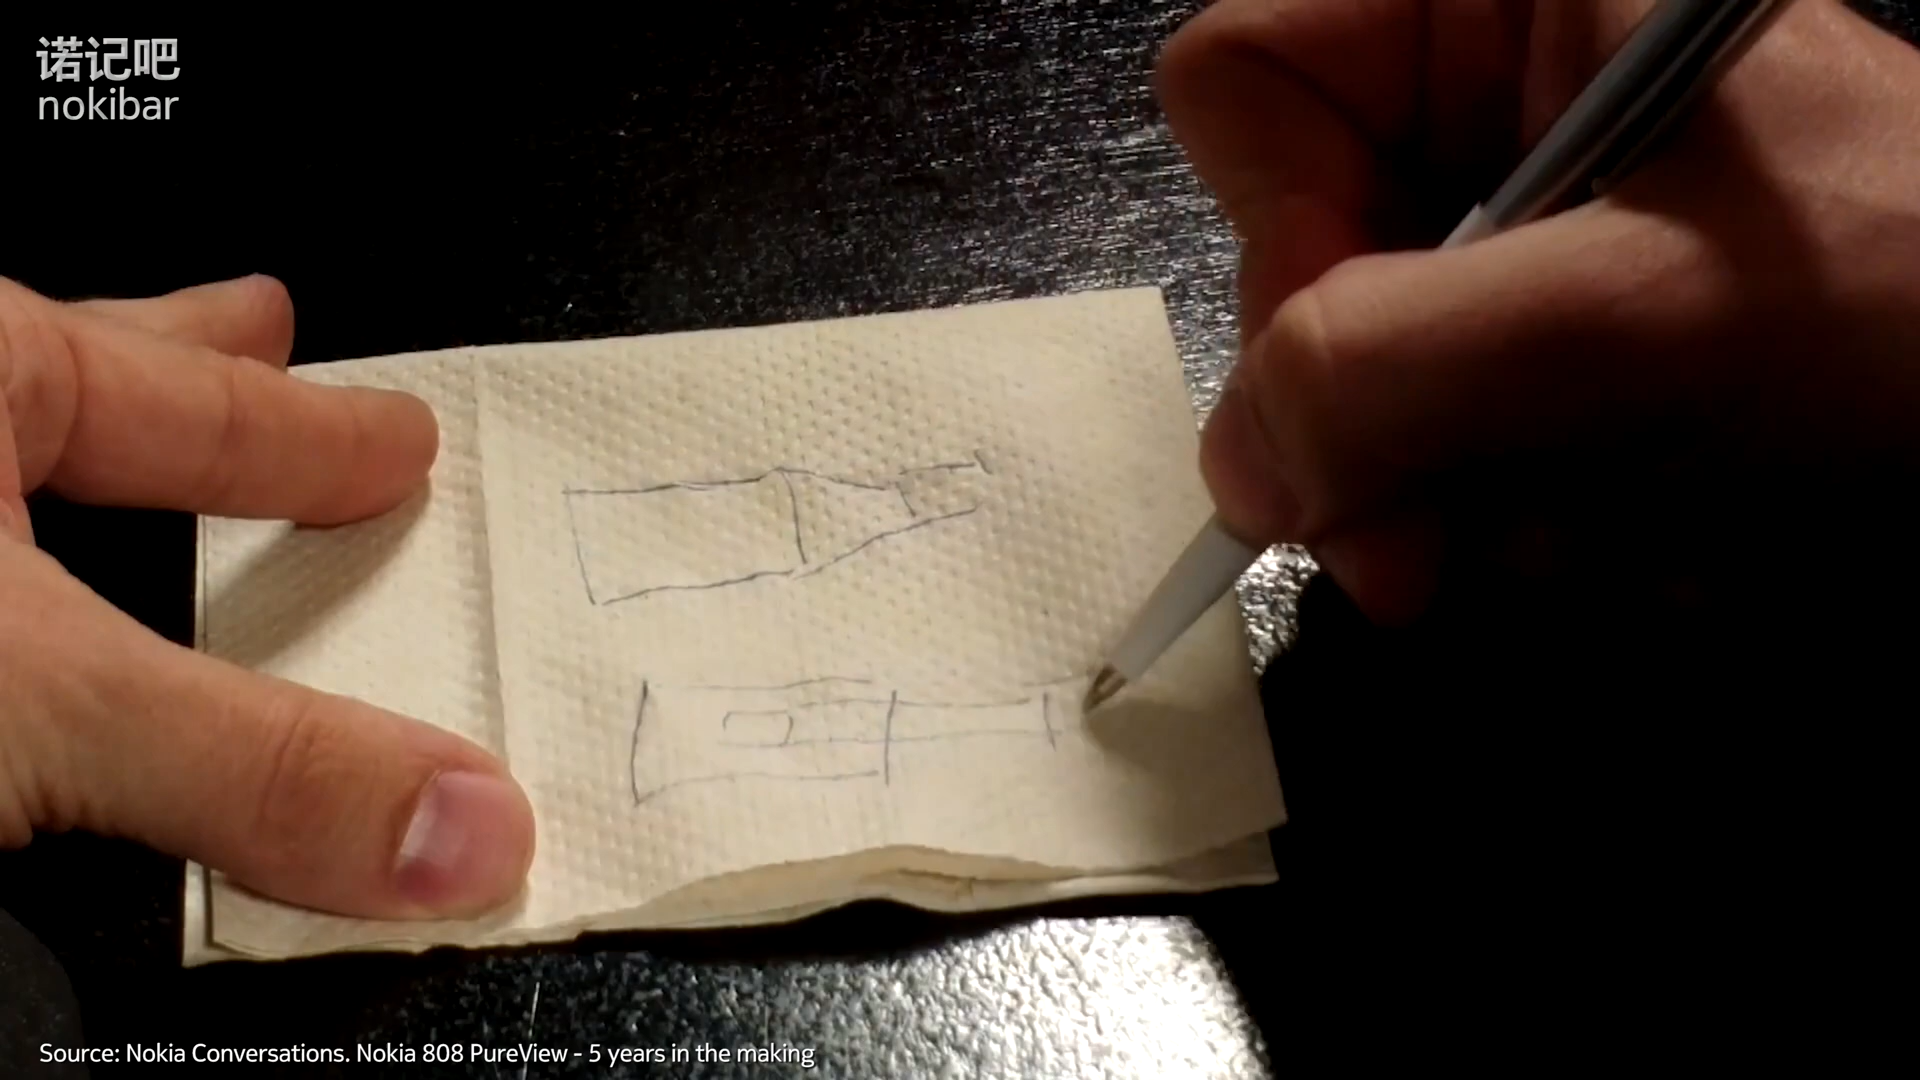 诺记吧
nokibar
Source: Nokia Conversations. Nokia 808 PureView - 5 years in the making